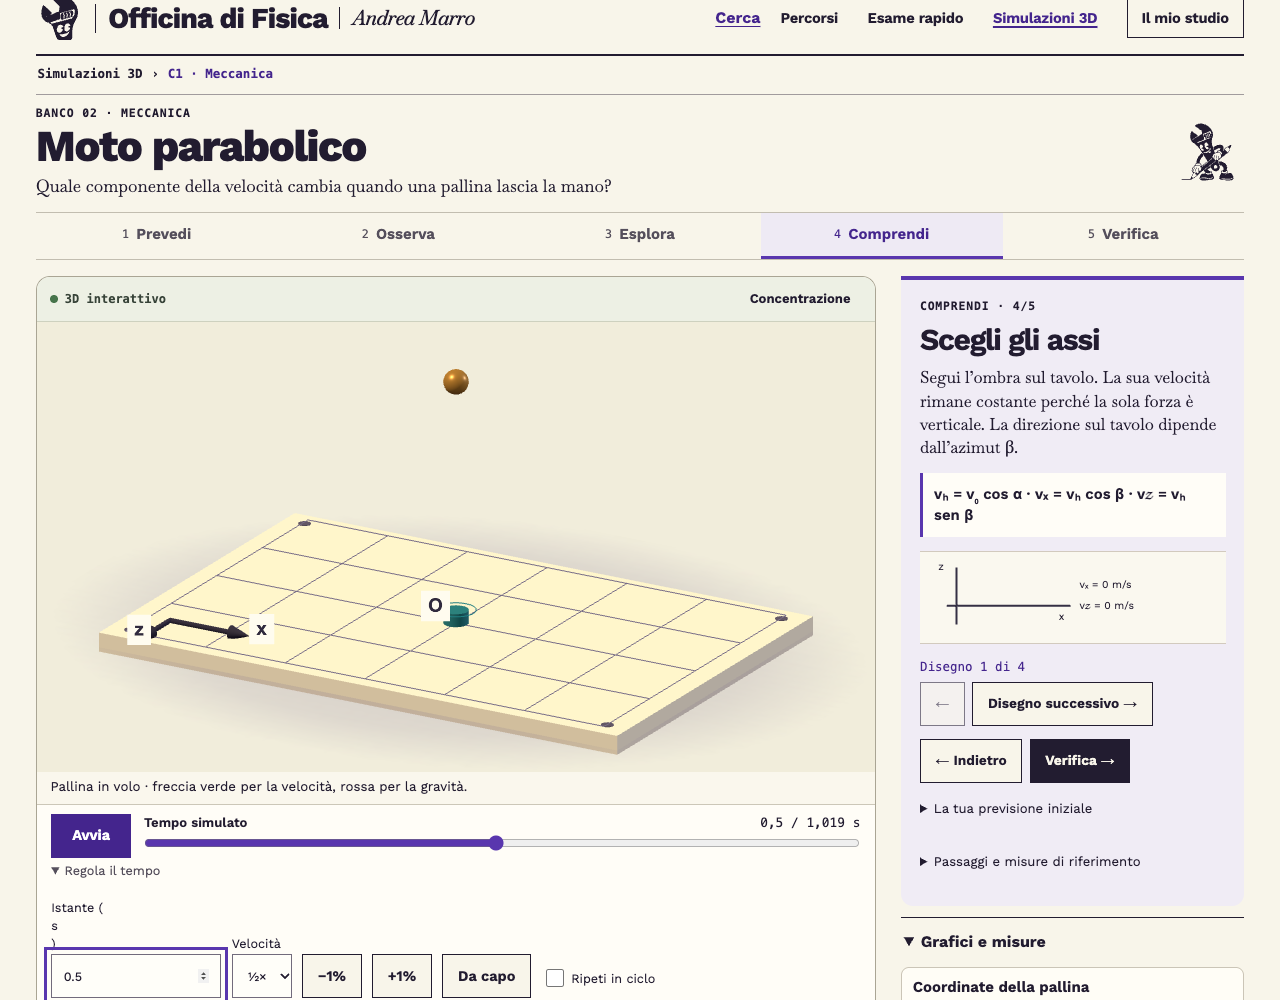 Officina di Fisica
Andrea Marro
Cerca
Percorsi
Esame rapido
Simulazioni 3D
Il mio studio
Simulazioni 3D › C1 · Meccanica
BANCO 02 · MECCANICA
Moto parabolico
Quale componente della velocità cambia quando una pallina lascia la mano?
1 Prevedi
2 Osserva
3 Esplora
4 Comprendi
5 Verifica
3D interattivo
Concentrazione
O
z
x
Pallina in volo · freccia verde per la velocità, rossa per la gravità.
Avvia
Tempo simulato
0,5 / 1,019 s
▼ Regola il tempo
Istante (
s
)
Velocità
0.5
½×
−1%
+1%
Da capo
Ripeti in ciclo
COMPRENDI · 4/5
Scegli gli assi
Segui l’ombra sul tavolo. La sua velocità
rimane costante perché la sola forza è
verticale. La direzione sul tavolo dipende
dall’azimut β.
vₕ = v₀ cos α · vₓ = vₕ cos β · v𝑧 = vₕ
sen β
z
x
vₓ = 0 m/s
v𝑧 = 0 m/s
Disegno 1 di 4
←
Disegno successivo →
← Indietro
Verifica →
▶ La tua previsione iniziale
▶ Passaggi e misure di riferimento
▼ Grafici e misure
Coordinate della pallina